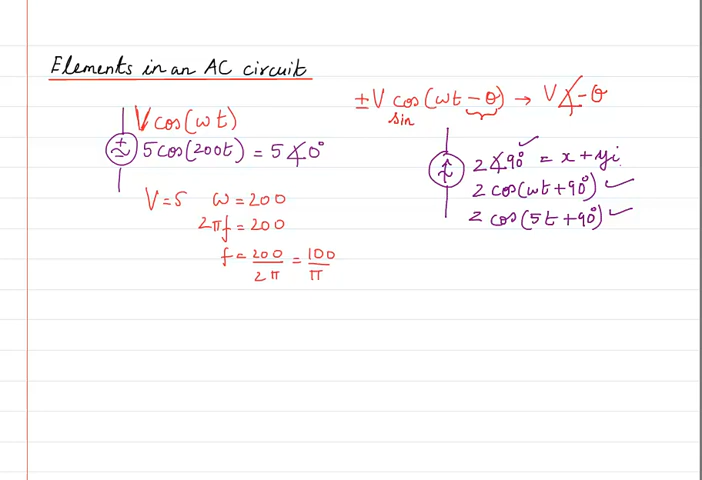 Elements in an AC circuit
V cos(ωt)
5cos(200t) = 5∡0°
V=5 ω=200
2πf=200
f = 200/2π = 100/π
±V cos(ωt − θ) → V∡−θ
sin
2∡90° = x+yi
2 cos(ωt+90°)
2 cos(5t+90°)